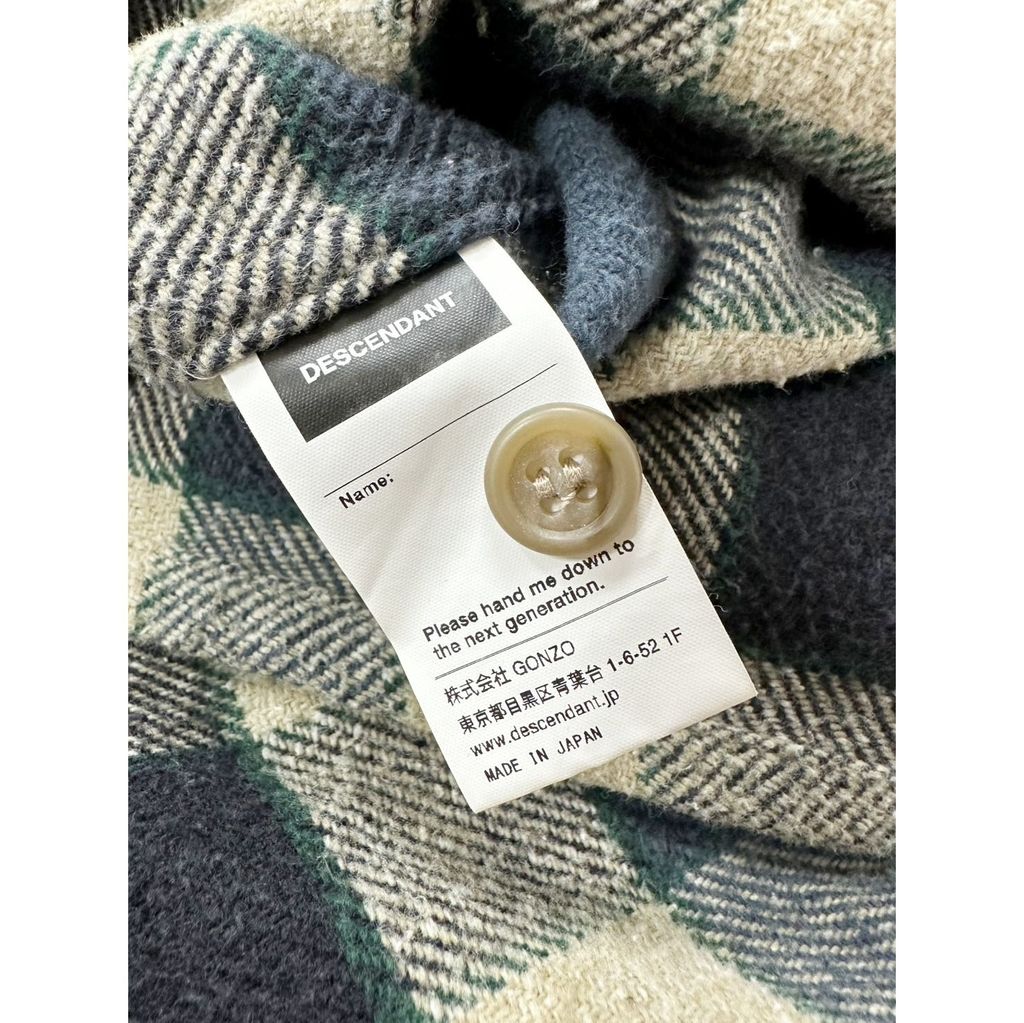 DESCENDANT
Name:
Please hand me down to
the next generation.
株式会社 GONZO
東京都目黒区青葉台 1-6-52 1F
www.descendant.jp
MADE IN JAPAN